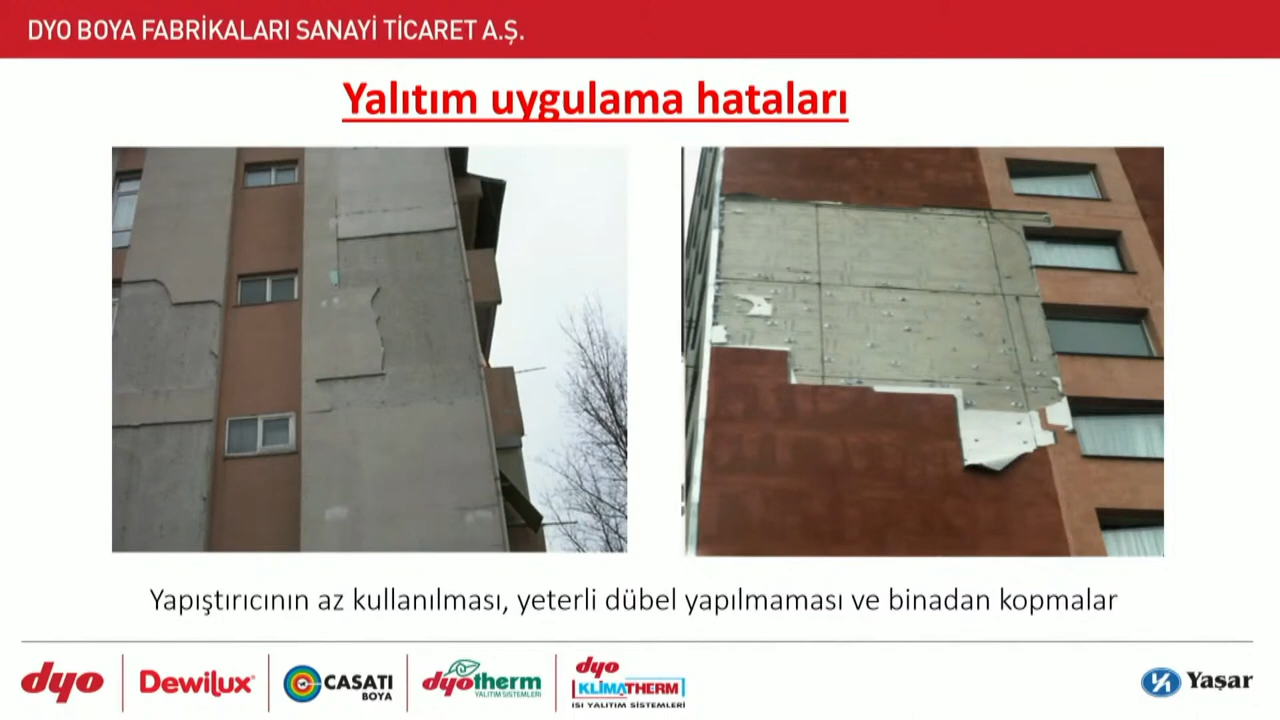 DYO BOYA FABRİKALARI SANAYİ TİCARET A.Ş.
Yalıtım uygulama hataları
Yapıştırıcının az kullanılması, yeterli dübel yapılmaması ve binadan kopmalar
dyo
Dewilux
CASATI
BOYA
dyotherm
YALITIM SİSTEMLERİ
dyo
KLİMATHERM
ISI YALITIM SİSTEMLERİ
Yaşar